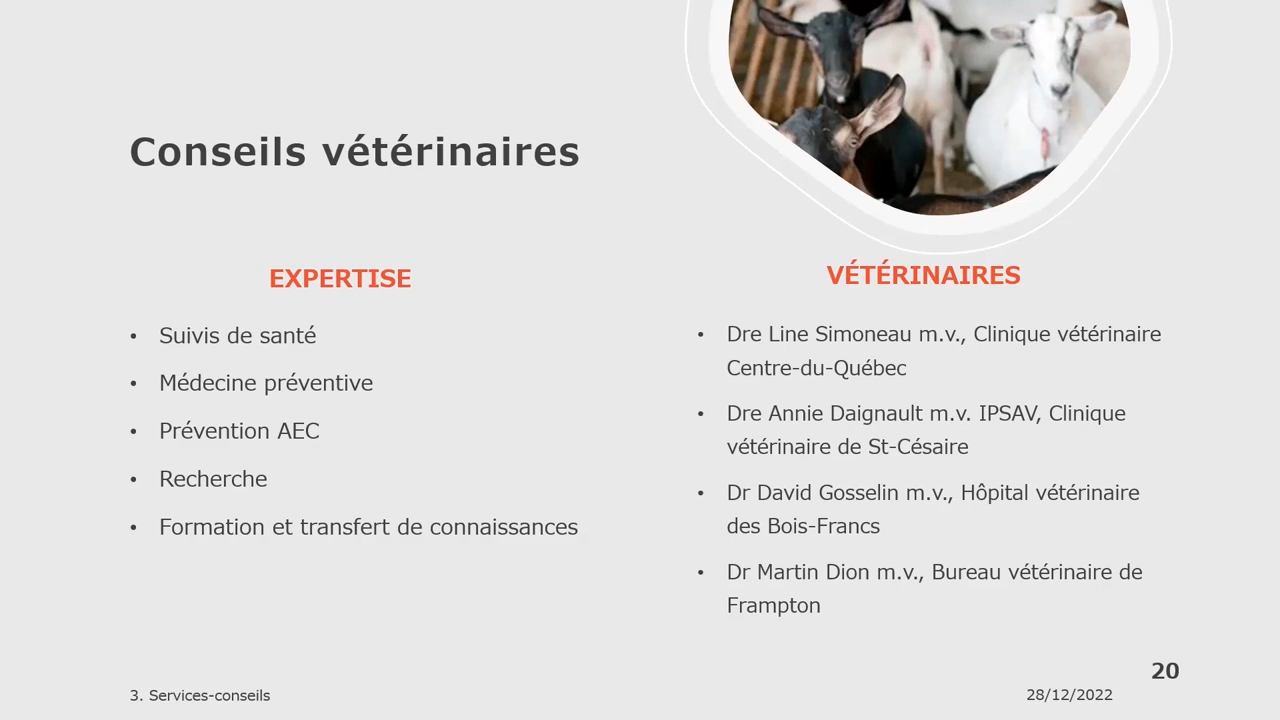 Conseils vétérinaires
EXPERTISE
• Suivis de santé
• Médecine préventive
• Prévention AEC
• Recherche
• Formation et transfert de connaissances
VÉTÉRINAIRES
• Dre Line Simoneau m.v., Clinique vétérinaire
Centre-du-Québec
• Dre Annie Daignault m.v. IPSAV, Clinique
vétérinaire de St-Césaire
• Dr David Gosselin m.v., Hôpital vétérinaire
des Bois-Francs
• Dr Martin Dion m.v., Bureau vétérinaire de
Frampton
20
3. Services-conseils
28/12/2022